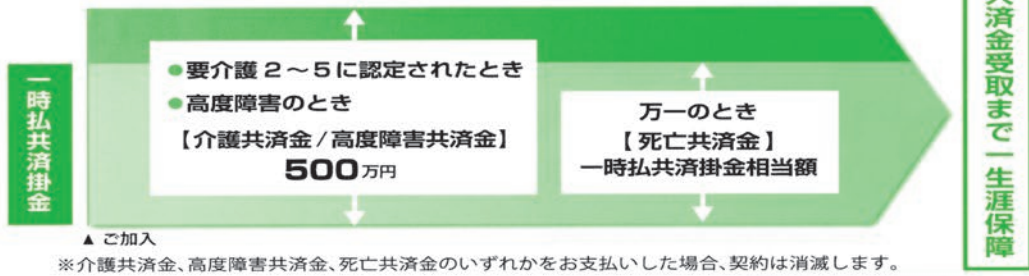 一時払共済掛金
●要介護2～5に認定されたとき
●高度障害のとき
【介護共済金/高度障害共済金】
500万円
万一のとき
【死亡共済金】
一時払共済掛金相当額
済金受取まで一生涯保障
▲ ご加入
※介護共済金、高度障害共済金、死亡共済金のいずれかをお支払いした場合、契約は消滅します。